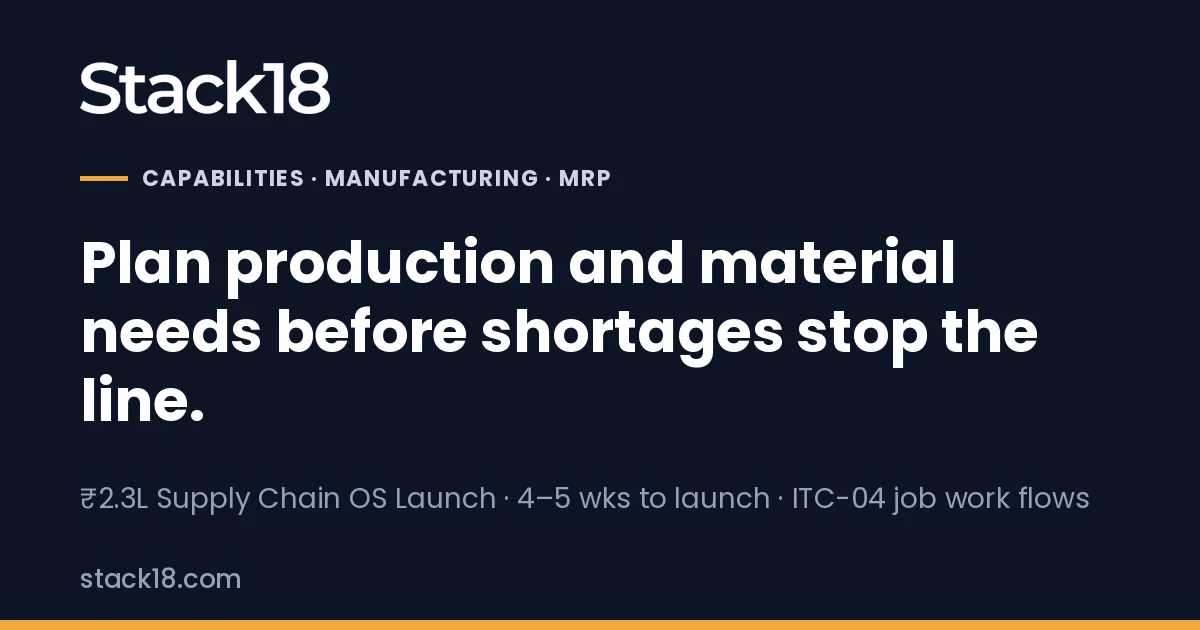 Stack18
CAPABILITIES · MANUFACTURING · MRP
Plan production and material
needs before shortages stop the
line.
₹2.3L Supply Chain OS Launch · 4–5 wks to launch · ITC-04 job work flows
stack18.com